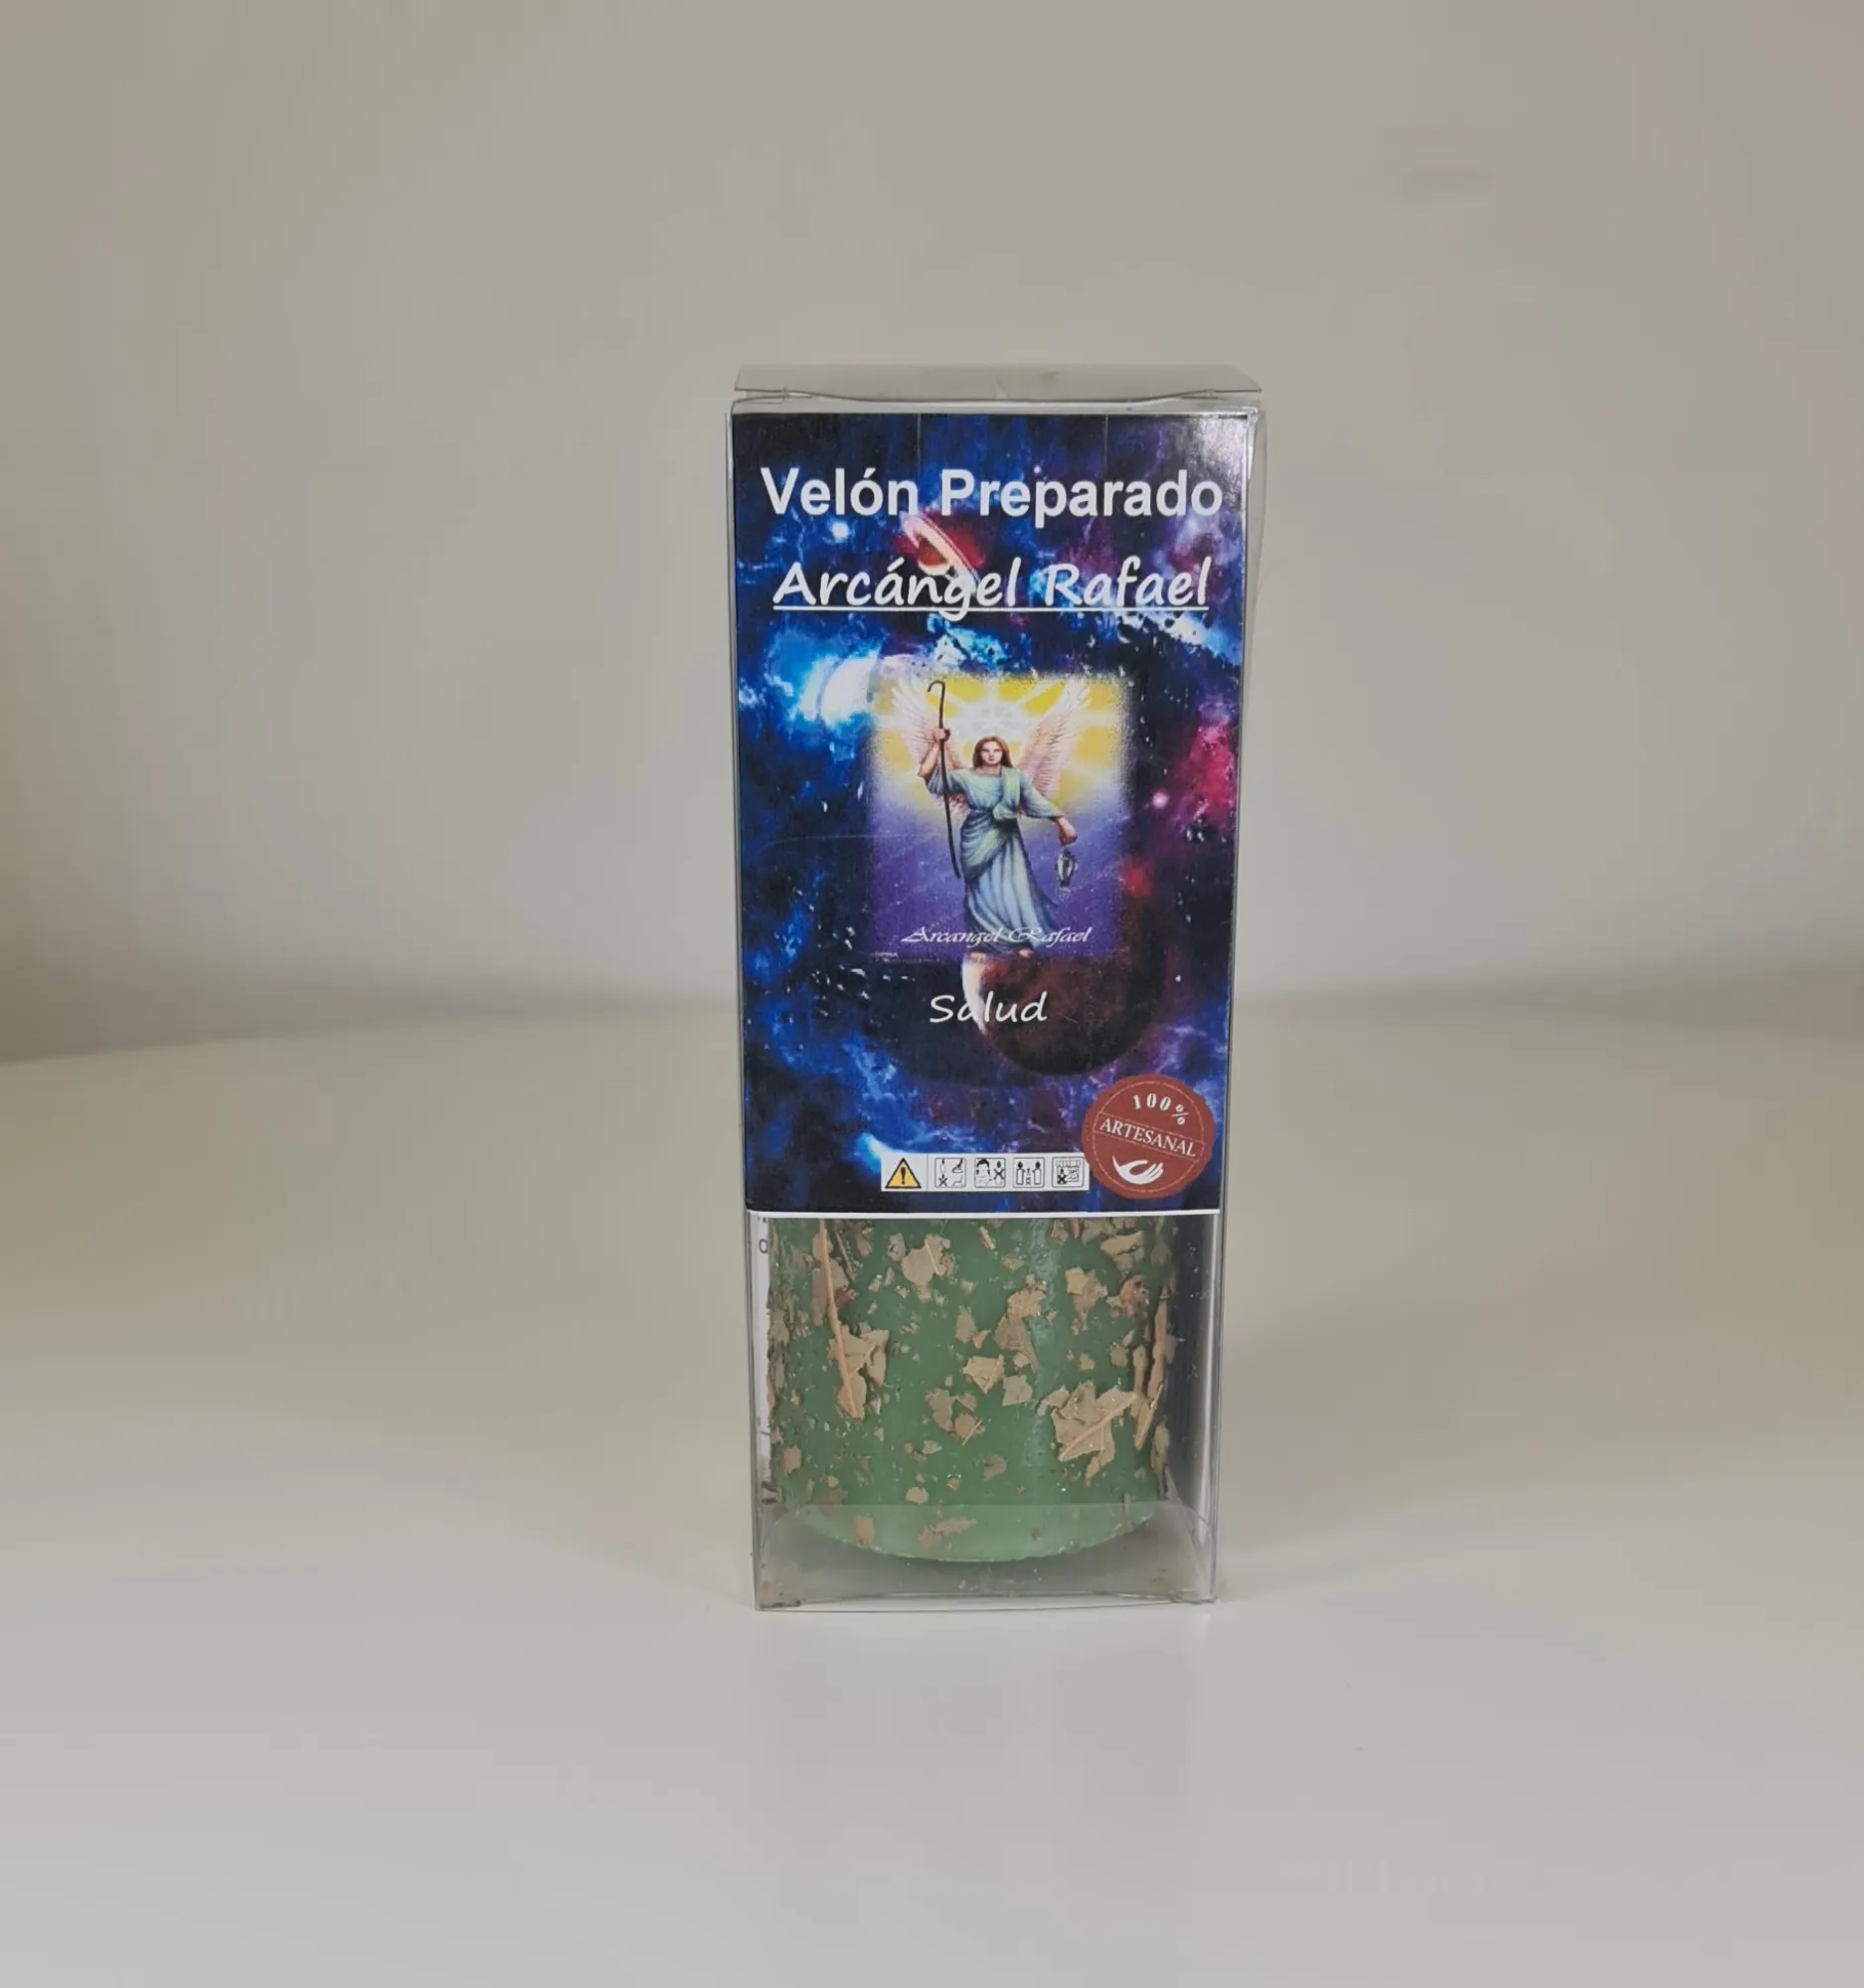 Velón Preparado
Arcángel Rafael
Arcangel Rafael
Salud
100%
ARTESANAL